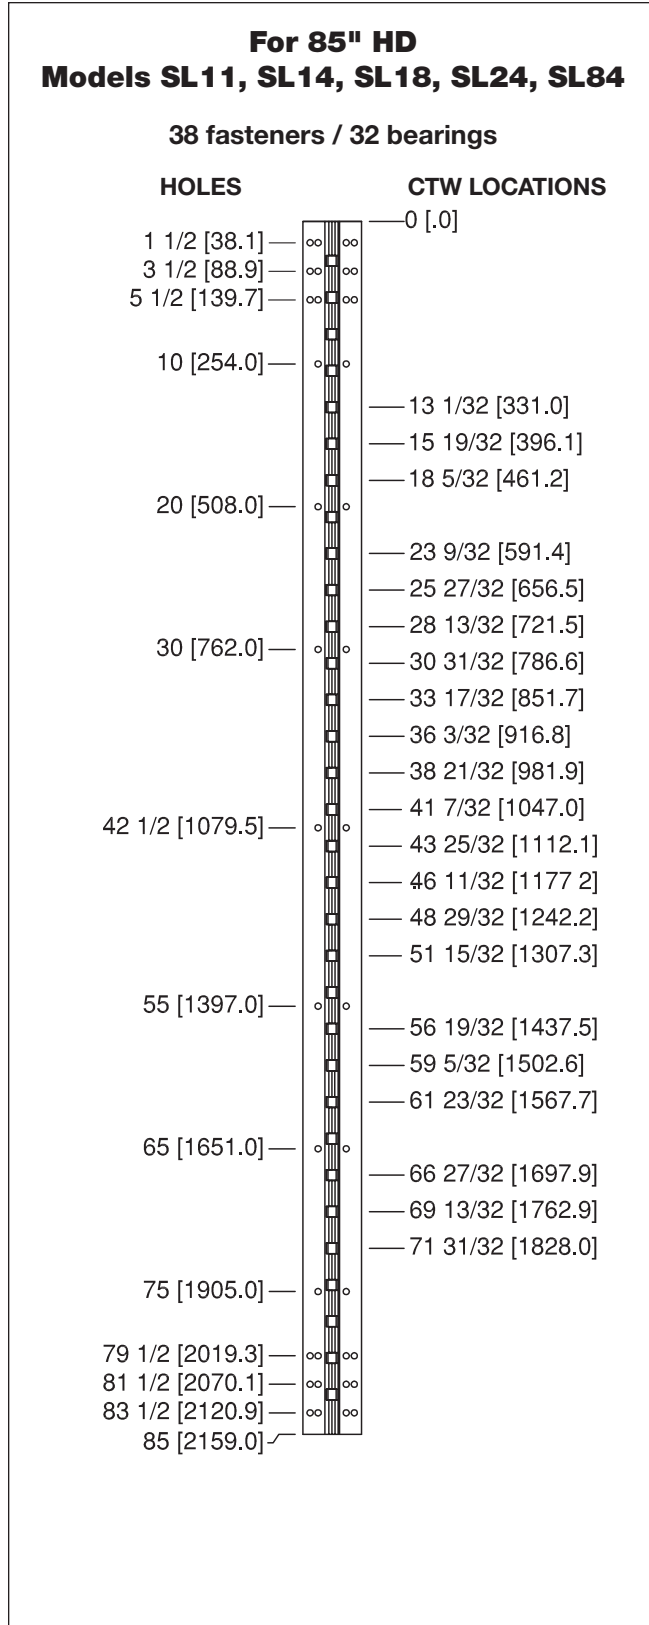 For 85" HD
Models SL11, SL14, SL18, SL24, SL84
38 fasteners / 32 bearings
HOLES
CTW LOCATIONS
0 [.0]
1 1/2 [38.1]
3 1/2 [88.9]
5 1/2 [139.7]
10 [254.0]
13 1/32 [331.0]
15 19/32 [396.1]
18 5/32 [461.2]
20 [508.0]
23 9/32 [591.4]
25 27/32 [656.5]
28 13/32 [721.5]
30 [762.0]
30 31/32 [786.6]
33 17/32 [851.7]
36 3/32 [916.8]
38 21/32 [981.9]
41 7/32 [1047.0]
42 1/2 [1079.5]
43 25/32 [1112.1]
46 11/32 [1177 2]
48 29/32 [1242.2]
51 15/32 [1307.3]
55 [1397.0]
56 19/32 [1437.5]
59 5/32 [1502.6]
61 23/32 [1567.7]
65 [1651.0]
66 27/32 [1697.9]
69 13/32 [1762.9]
71 31/32 [1828.0]
75 [1905.0]
79 1/2 [2019.3]
81 1/2 [2070.1]
83 1/2 [2120.9]
85 [2159.0]